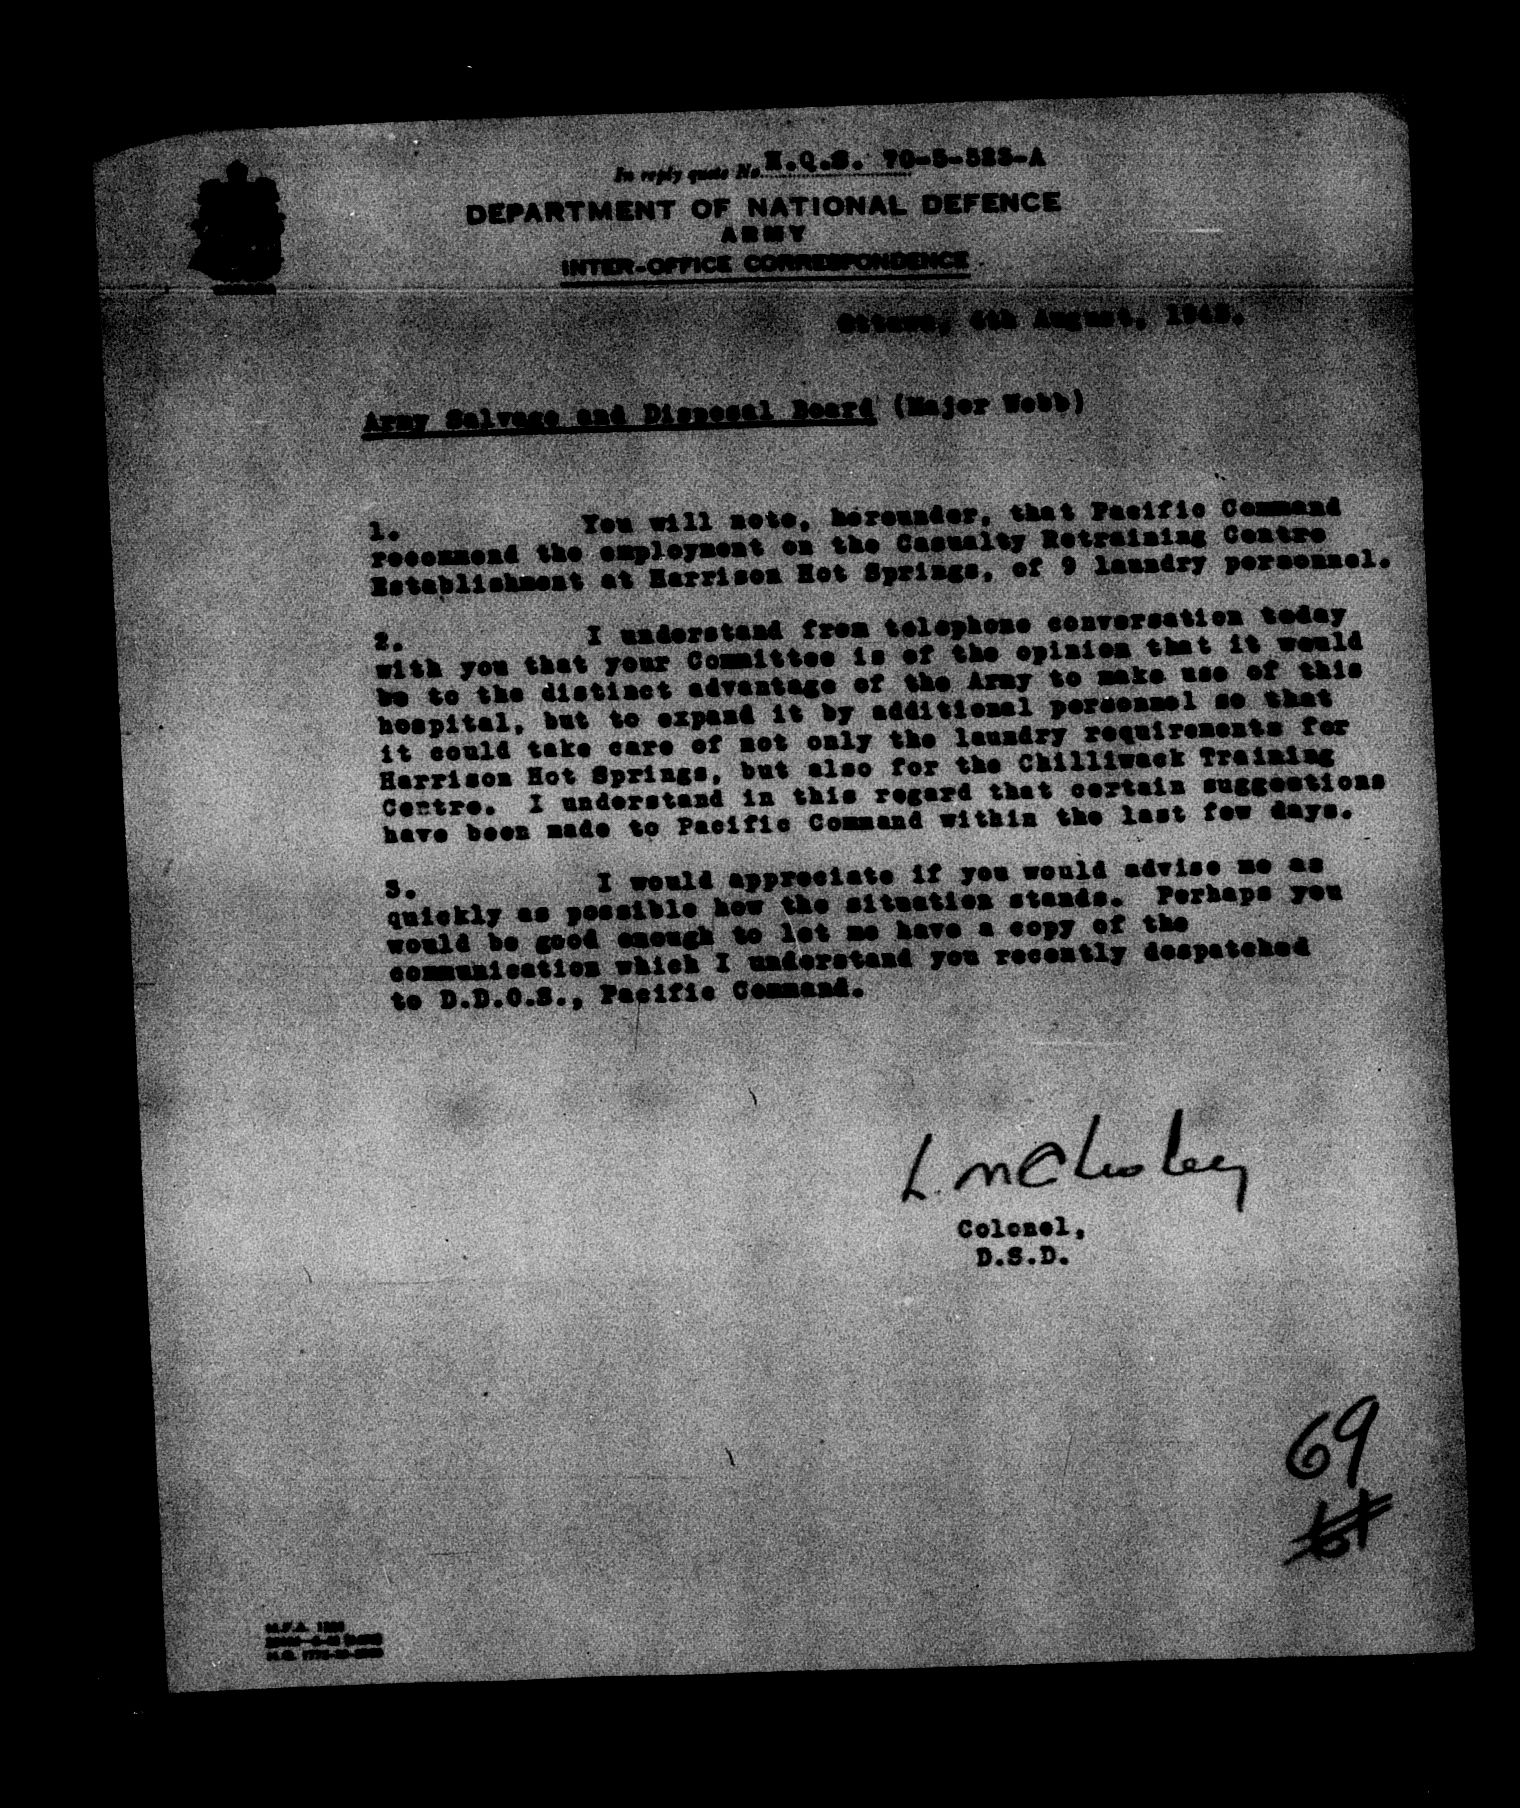 In reply quote No. H.Q.S. 70-5-523-A
DEPARTMENT OF NATIONAL DEFENCE
ARMY
INTER-OFFICE CORRESPONDENCE
Ottawa, 4th August, 1943.
Army Salvage and Disposal Board (Major Webb)
1. You will note, hereunder, that Pacific Command
recommend the employment on the Casualty Retraining Centre
Establishment at Harrison Hot Springs, of 9 laundry personnel.
2. I understand from telephone conversation today
with you that your Committee is of the opinion that it would
be to the distinct advantage of the Army to make use of this
hospital, but to expand it by additional personnel so that
it could take care of not only the laundry requirements for
Harrison Hot Springs, but also for the Chilliwack Training
Centre. I understand in this regard that certain suggestions
have been made to Pacific Command within the last few days.
3. I would appreciate if you would advise me as
quickly as possible how the situation stands. Perhaps you
would be good enough to let me have a copy of the
communication which I understand you recently despatched
to D.D.O.S., Pacific Command.
Colonel,
D.S.D.
69